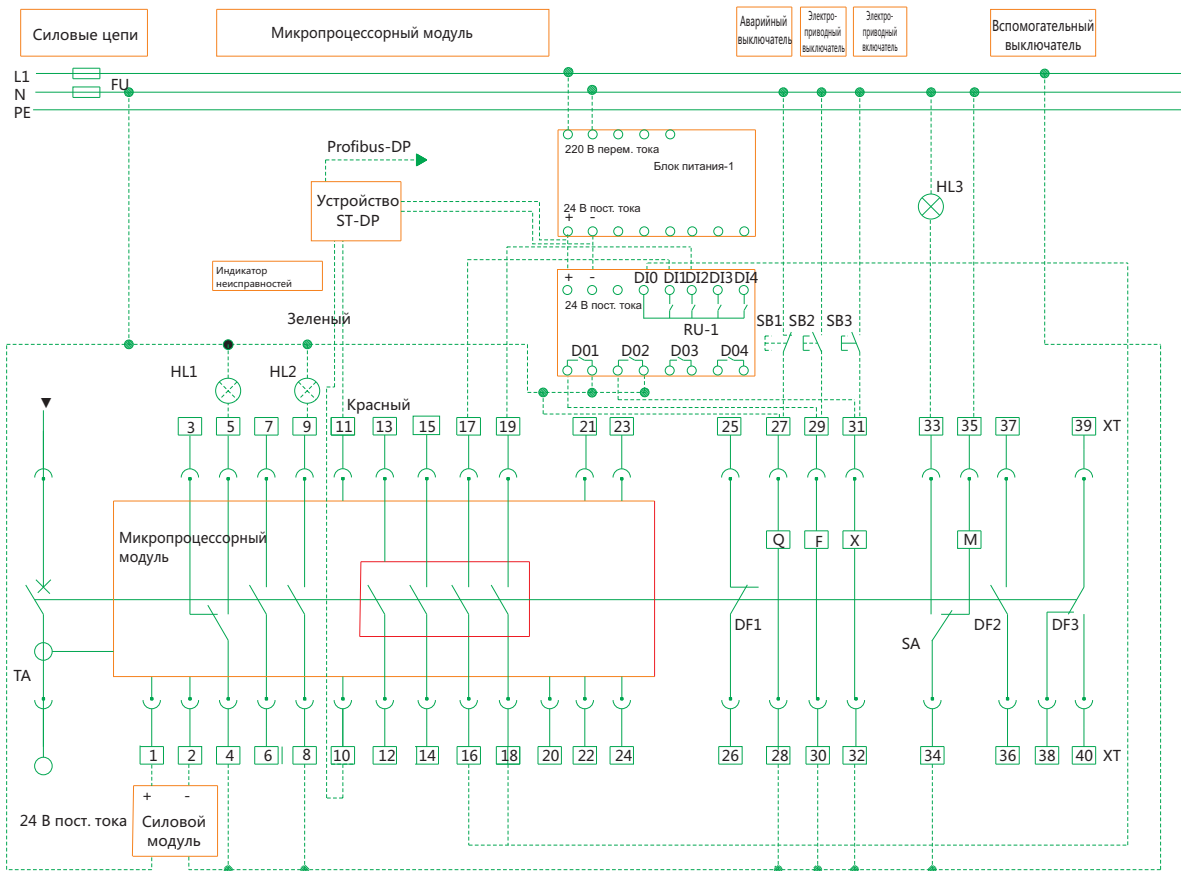 Силовые цепи
Микропроцессорный модуль
Аварийный
выключатель
Электро-
приводный
выключатель
Электро-
приводный
включатель
Вспомогательный
выключатель
L1
FU
N
PE
220 В перем. тока
Блок питания-1
24 В пост. тока
+ -
Profibus-DP
Устройство
ST-DP
HL3
Индикатор
неисправностей
+ -
DI0 DI1 DI2 DI3 DI4
24 В пост. тока
RU-1
D01 D02 D03 D04
SB1 SB2 SB3
Зеленый
HL1
HL2
Красный
3 5 7 9 11 13 15 17 19 21 23 25 27 29 31 33 35 37 39 XT
Микропроцессорный
модуль
Q F X M
DF1
SA
DF2
DF3
TA
1 2 4 6 8 10 12 14 16 18 20 22 24 26 28 30 32 34 36 38 40 XT
+ -
24 В пост. тока
Силовой
модуль